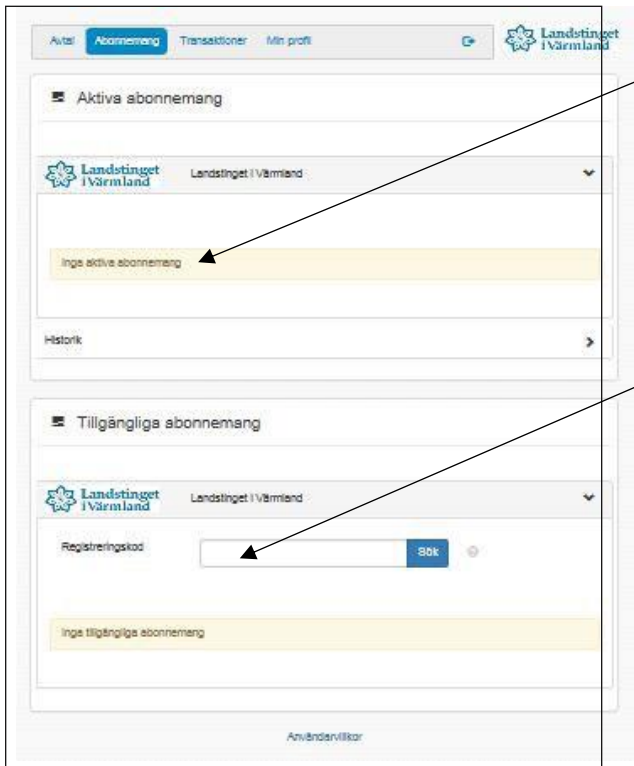 Avtal Abonnemang Transaktioner Min profil
Landstinget
i Värmland
Aktiva abonnemang
Landstinget
i Värmland
Landstinget i Värmland
Inga aktiva abonnemang
Historik
Tillgängliga abonnemang
Landstinget
i Värmland
Landstinget i Värmland
Registreringskod
Sök
Inga tillgängliga abonnemang
Användarvillkor